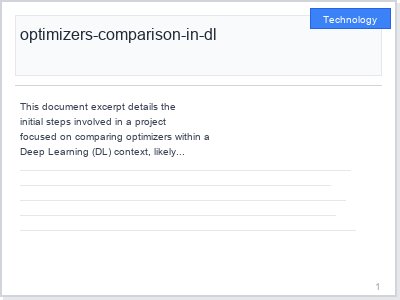 Technology
optimizers-comparison-in-dl
This document excerpt details the
initial steps involved in a project
focused on comparing optimizers within a
Deep Learning (DL) context, likely...
1